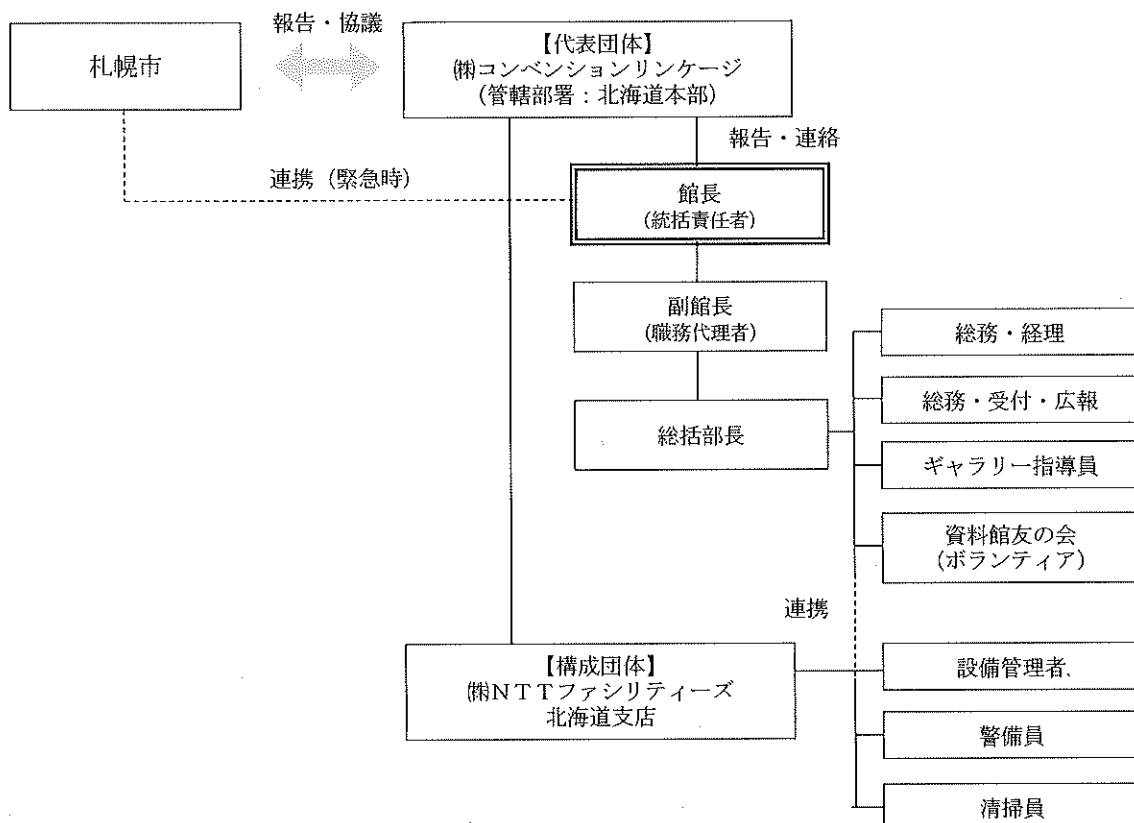 報告・協議
札幌市
【代表団体】
㈱コンベンションリンケージ
(管轄部署：北海道本部)
報告・連絡
連携（緊急時）
館長
(統括責任者)
副館長
(職務代理者)
総括部長
総務・経理
総務・受付・広報
ギャラリー指導員
資料館友の会
(ボランティア)
連携
【構成団体】
㈱NTTファシリティーズ
北海道支店
設備管理者
警備員
清掃員